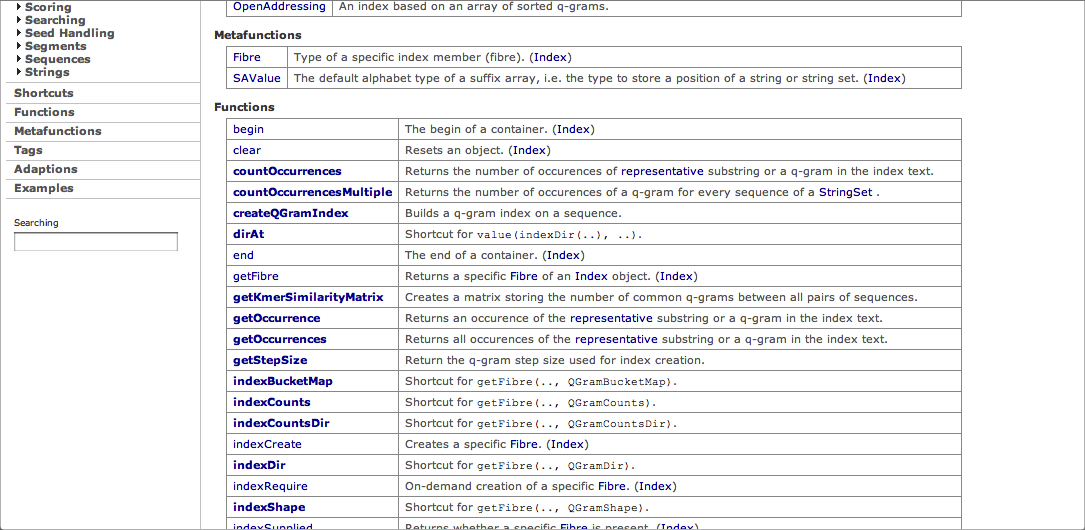 Scoring
Searching
Seed Handling
Segments
Sequences
Strings
Shortcuts
Functions
Metafunctions
Tags
Adaptions
Examples
Searching
OpenAddressing An index based on an array of sorted q-grams.
Metafunctions
Fibre Type of a specific index member (fibre). (Index)
SAValue The default alphabet type of a suffix array, i.e. the type to store a position of a string or string set. (Index)
Functions
begin The begin of a container. (Index)
clear Resets an object. (Index)
countOccurrences Returns the number of occurences of representative substring or a q-gram in the index text.
countOccurrencesMultiple Returns the number of occurences of a q-gram for every sequence of a StringSet .
createQGramIndex Builds a q-gram index on a sequence.
dirAt Shortcut for value(indexDir(..), ..).
end The end of a container. (Index)
getFibre Returns a specific Fibre of an Index object. (Index)
getKmerSimilarityMatrix Creates a matrix storing the number of common q-grams between all pairs of sequences.
getOccurrence Returns an occurence of the representative substring or a q-gram in the index text.
getOccurrences Returns all occurences of the representative substring or a q-gram in the index text.
getStepSize Return the q-gram step size used for index creation.
indexBucketMap Shortcut for getFibre(.., QGramBucketMap).
indexCounts Shortcut for getFibre(.., QGramCounts).
indexCountsDir Shortcut for getFibre(.., QGramCountsDir).
indexCreate Creates a specific Fibre. (Index)
indexDir Shortcut for getFibre(.., QGramDir).
indexRequire On-demand creation of a specific Fibre. (Index)
indexShape Shortcut for getFibre(.., QGramShape).
indexSupplied Returns whether a specific Fibre is present. (Index)